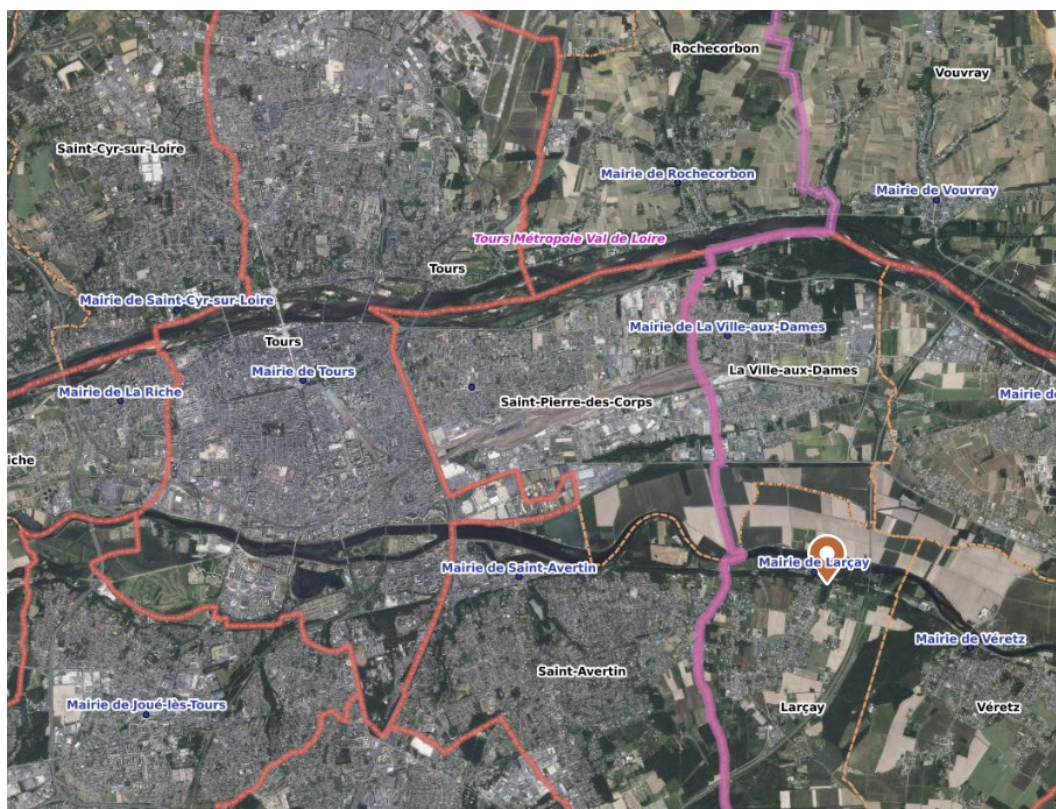 Rochecorbon
Vouvray
Saint-Cyr-sur-Loire
Mairie de Rochecorbon
Mairie de Vouvray
Tours Métropole Val de Loire
Tours
Mairie de Saint-Cyr-sur-Loire
Mairie de La Ville-aux-Dames
Tours
Mairie de Tours
La Ville-aux-Dames
Mairie de La Riche
Saint-Pierre-des-Corps
Mairie de
iche
Mairie de Saint-Avertin
Mairie de Larçay
Mairie de Véretz
Saint-Avertin
Mairie de Joué-lès-Tours
Larçay
Véretz